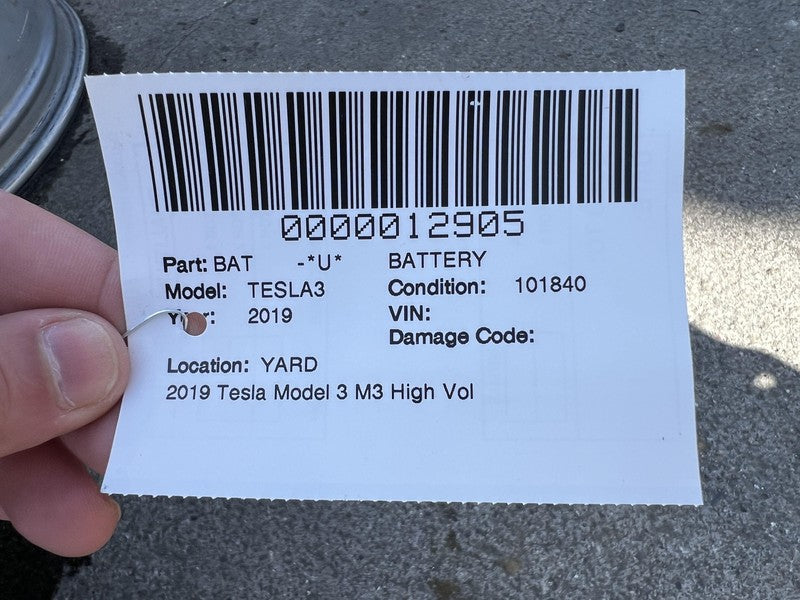 0000012905
Part: BAT -*U* BATTERY
Model: TESLA3 Condition: 101840
Year: 2019 VIN:
Damage Code:
Location: YARD
2019 Tesla Model 3 M3 High Vol